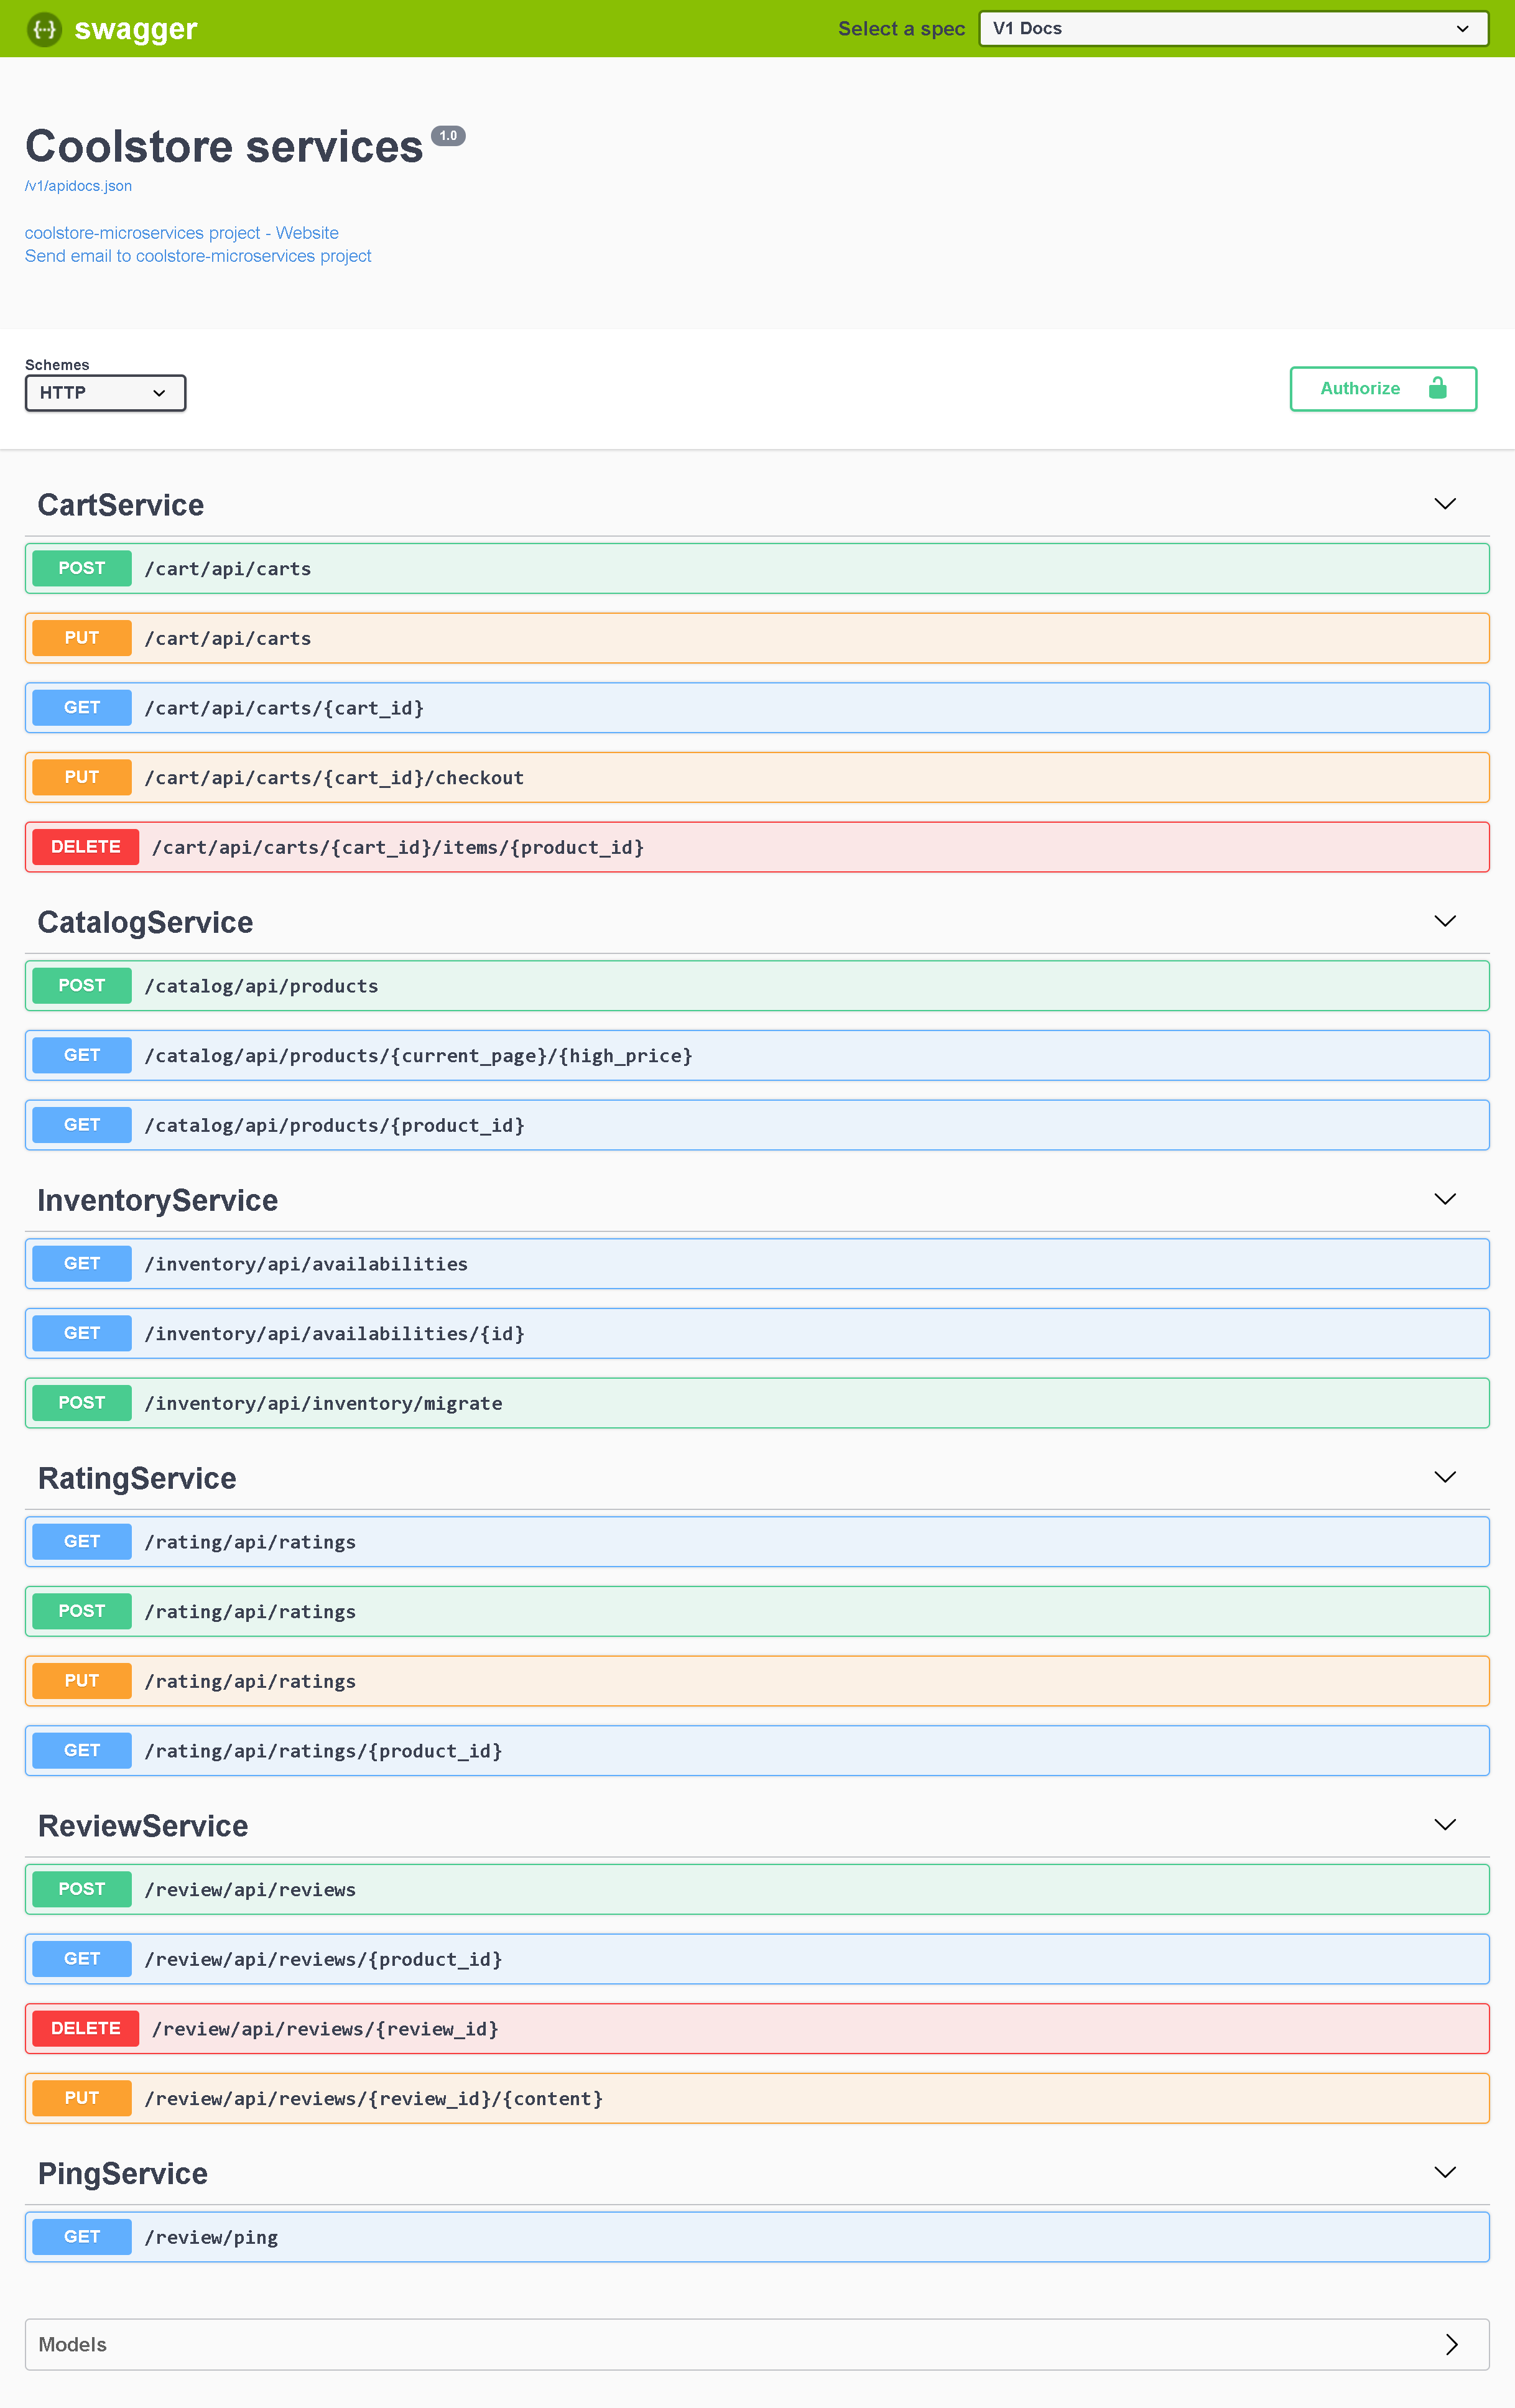 {...} swagger
Select a spec V1 Docs
Coolstore services 1.0
/v1/apidocs.json
coolstore-microservices project - Website
Send email to coolstore-microservices project
Schemes
HTTP
Authorize
CartService
POST /cart/api/carts
PUT /cart/api/carts
GET /cart/api/carts/{cart_id}
PUT /cart/api/carts/{cart_id}/checkout
DELETE /cart/api/carts/{cart_id}/items/{product_id}
CatalogService
POST /catalog/api/products
GET /catalog/api/products/{current_page}/{high_price}
GET /catalog/api/products/{product_id}
InventoryService
GET /inventory/api/availabilities
GET /inventory/api/availabilities/{id}
POST /inventory/api/inventory/migrate
RatingService
GET /rating/api/ratings
POST /rating/api/ratings
PUT /rating/api/ratings
GET /rating/api/ratings/{product_id}
ReviewService
POST /review/api/reviews
GET /review/api/reviews/{product_id}
DELETE /review/api/reviews/{review_id}
PUT /review/api/reviews/{review_id}/{content}
PingService
GET /review/ping
Models